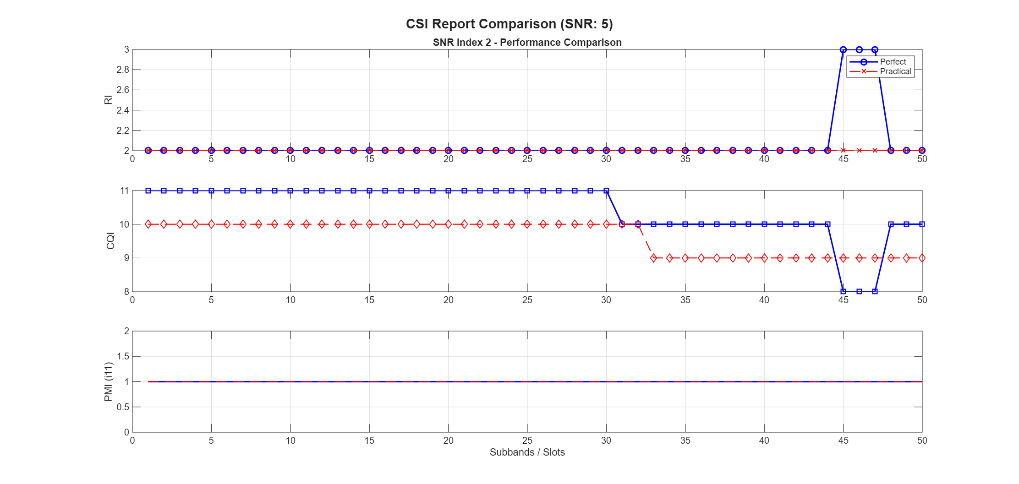 CSI Report Comparison (SNR: 5)
SNR Index 2 - Performance Comparison
3
2.8
2.6
2.4
2.2
2
RI
Perfect
Practical
0 5 10 15 20 25 30 35 40 45 50
11
10
9
8
CQI
0 5 10 15 20 25 30 35 40 45 50
2
1.5
1
0.5
0
PMI (i11)
0 5 10 15 20 25 30 35 40 45 50
Subbands / Slots